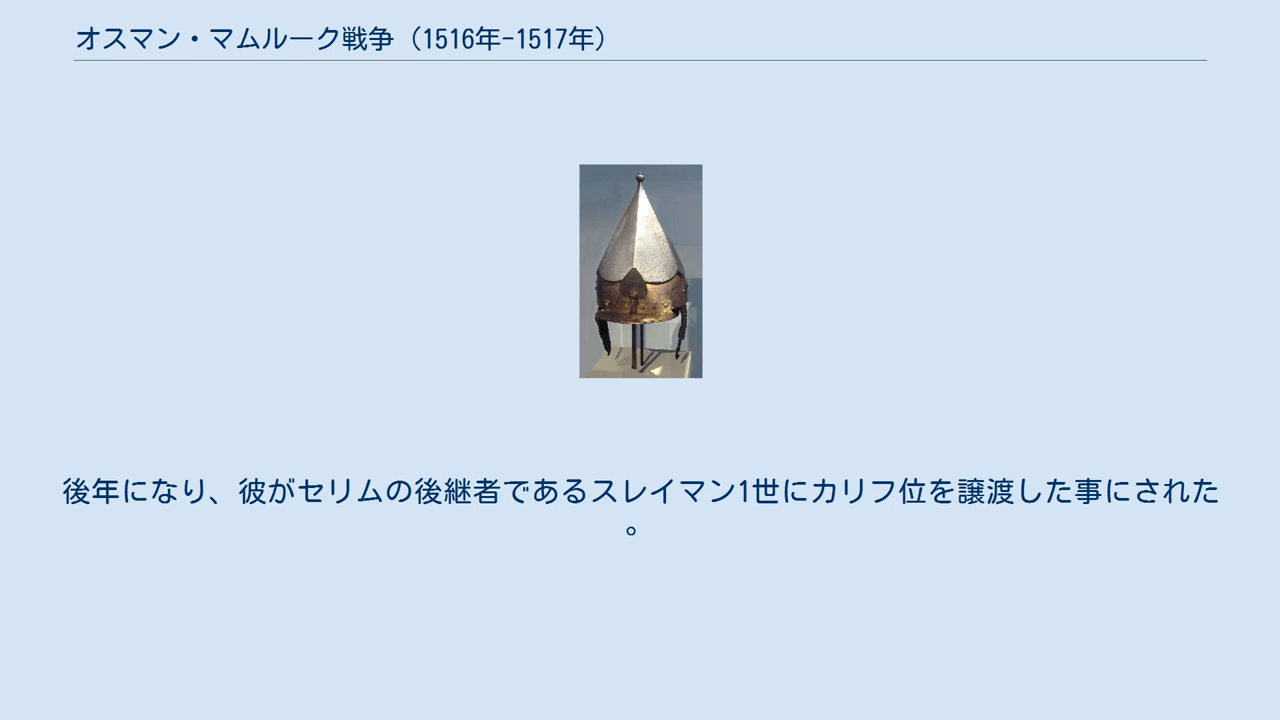 オスマン・マムルーク戦争（1516年-1517年）
後年になり、彼がセリムの後継者であるスレイマン1世にカリフ位を譲渡した事にされた
。